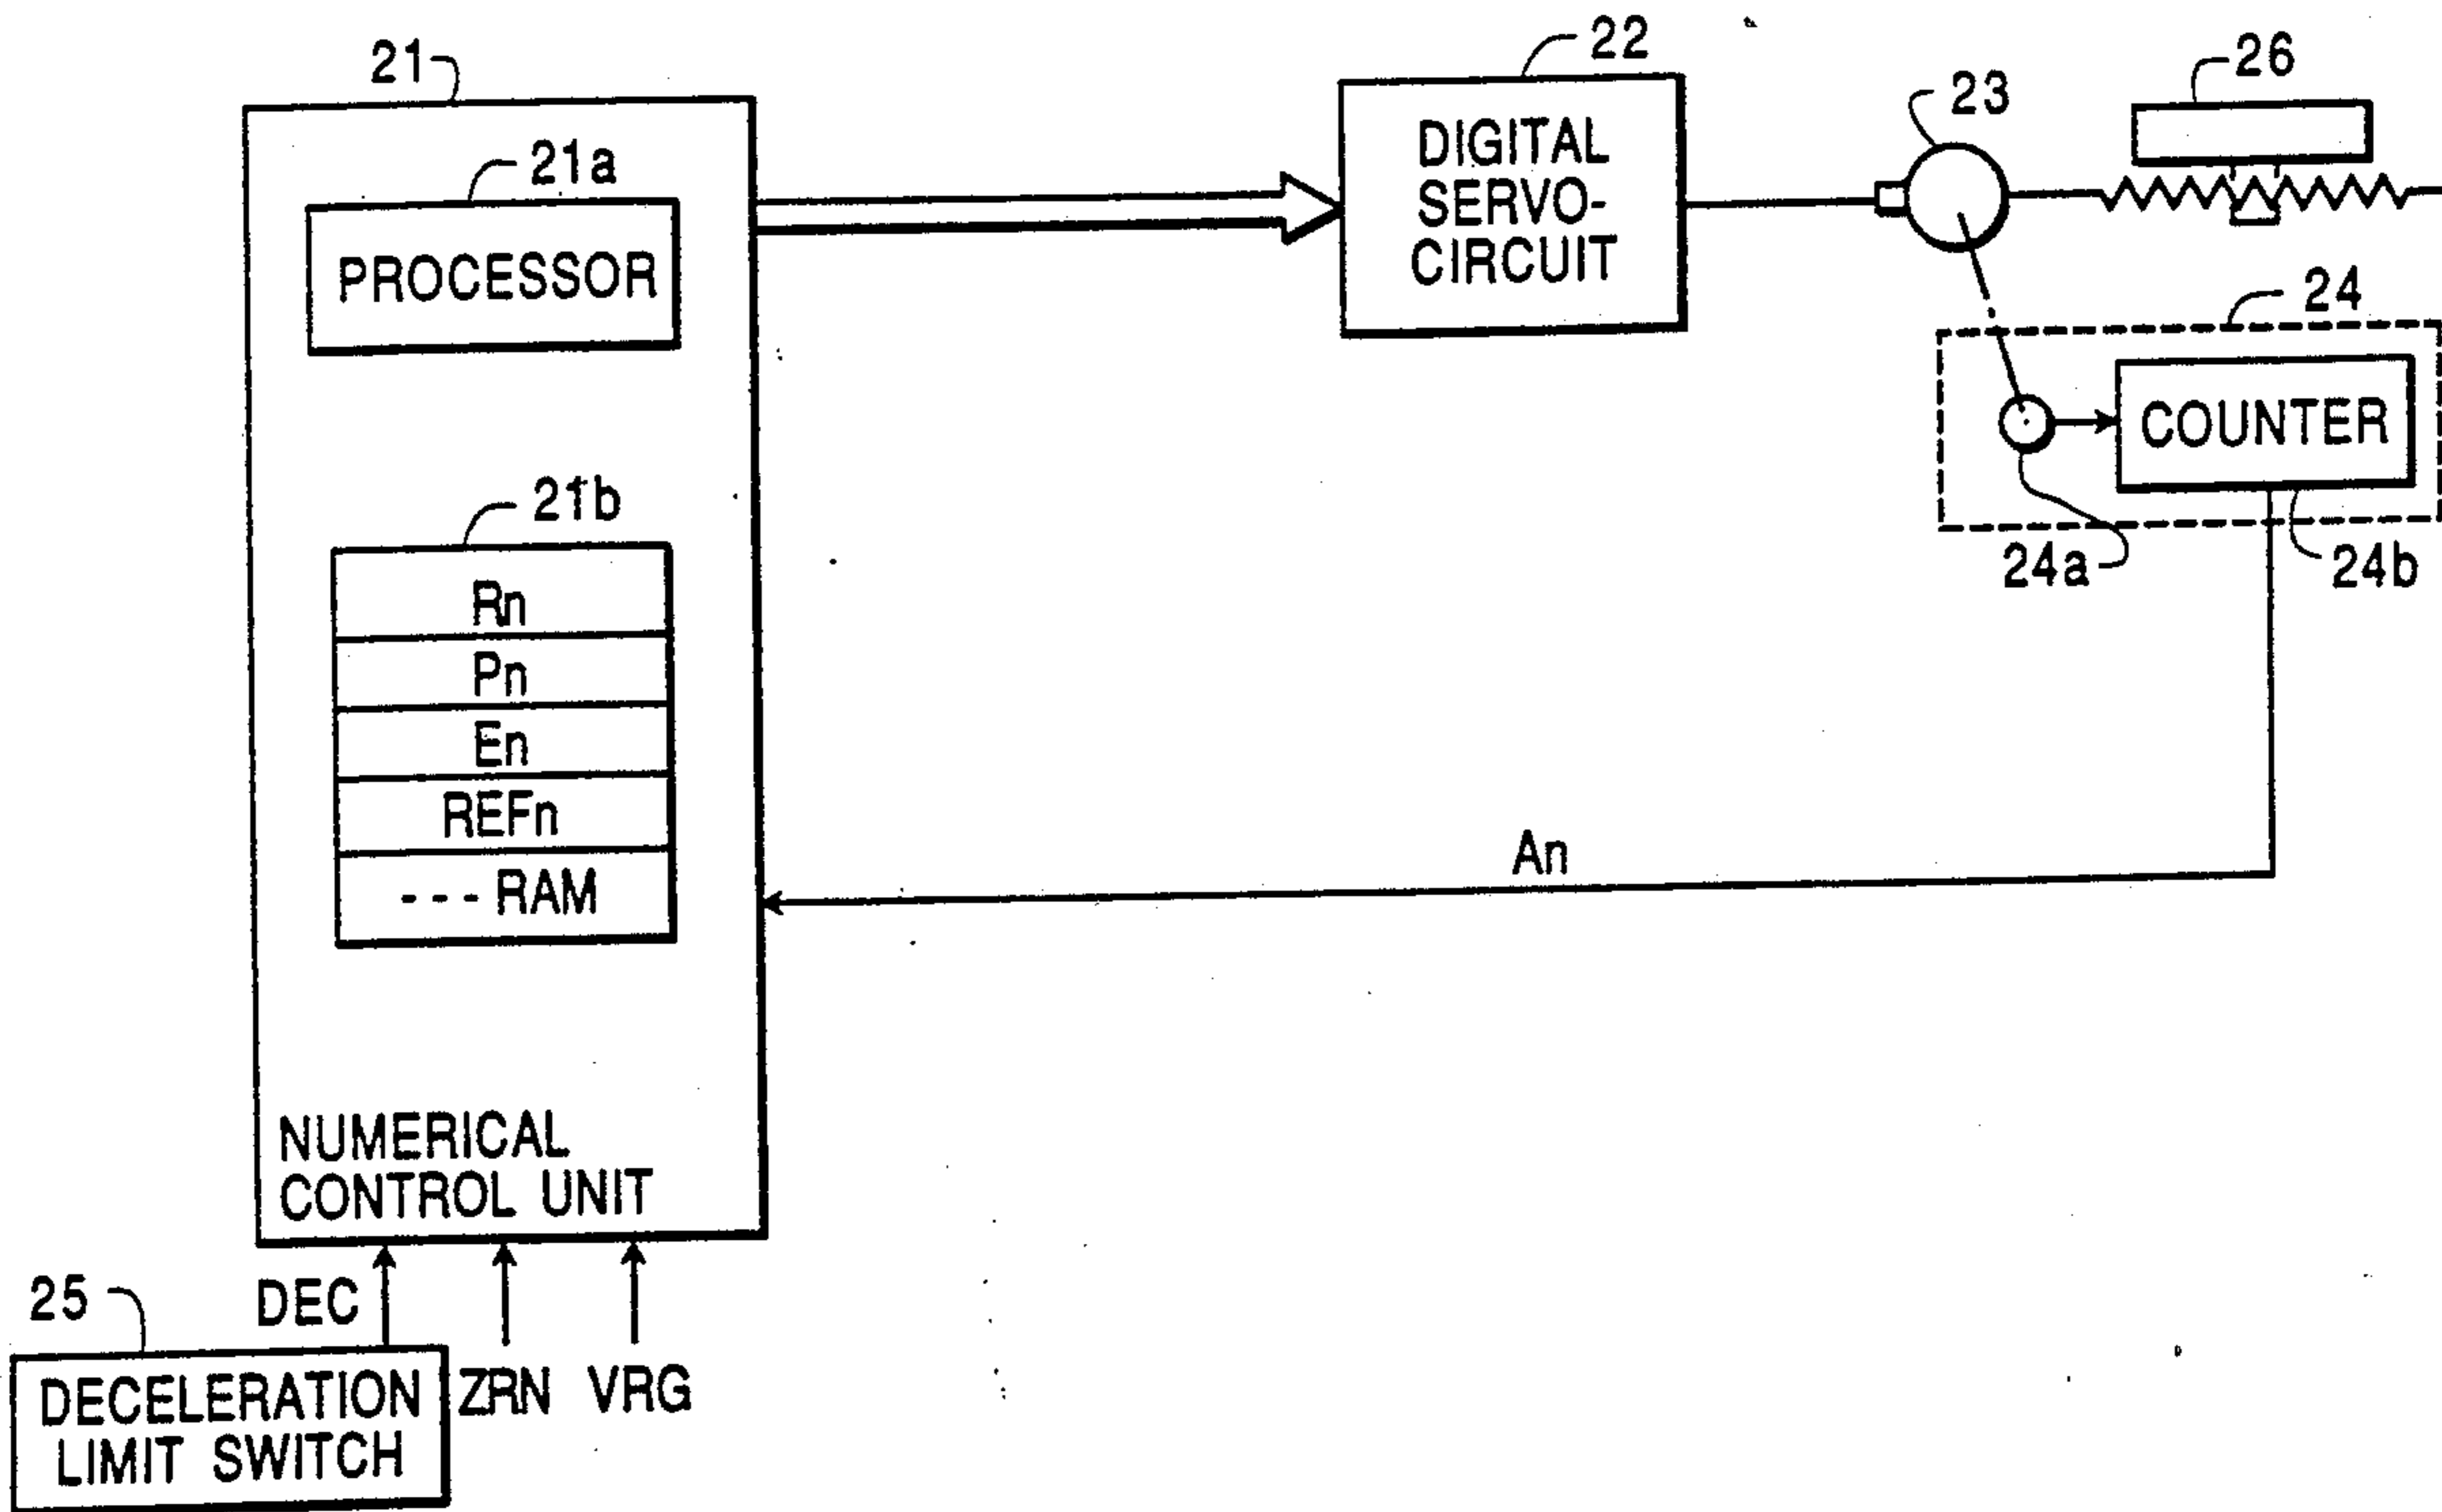 21
22
26
23
21a
DIGITAL
SERVO-
CIRCUIT
PROCESSOR
24
COUNTER
21b
24a
24b
Rn
Pn
En
REFn
--- RAM
An
NUMERICAL
CONTROL UNIT
25
DEC
ZRN
VRG
DECELERATION
LIMIT SWITCH